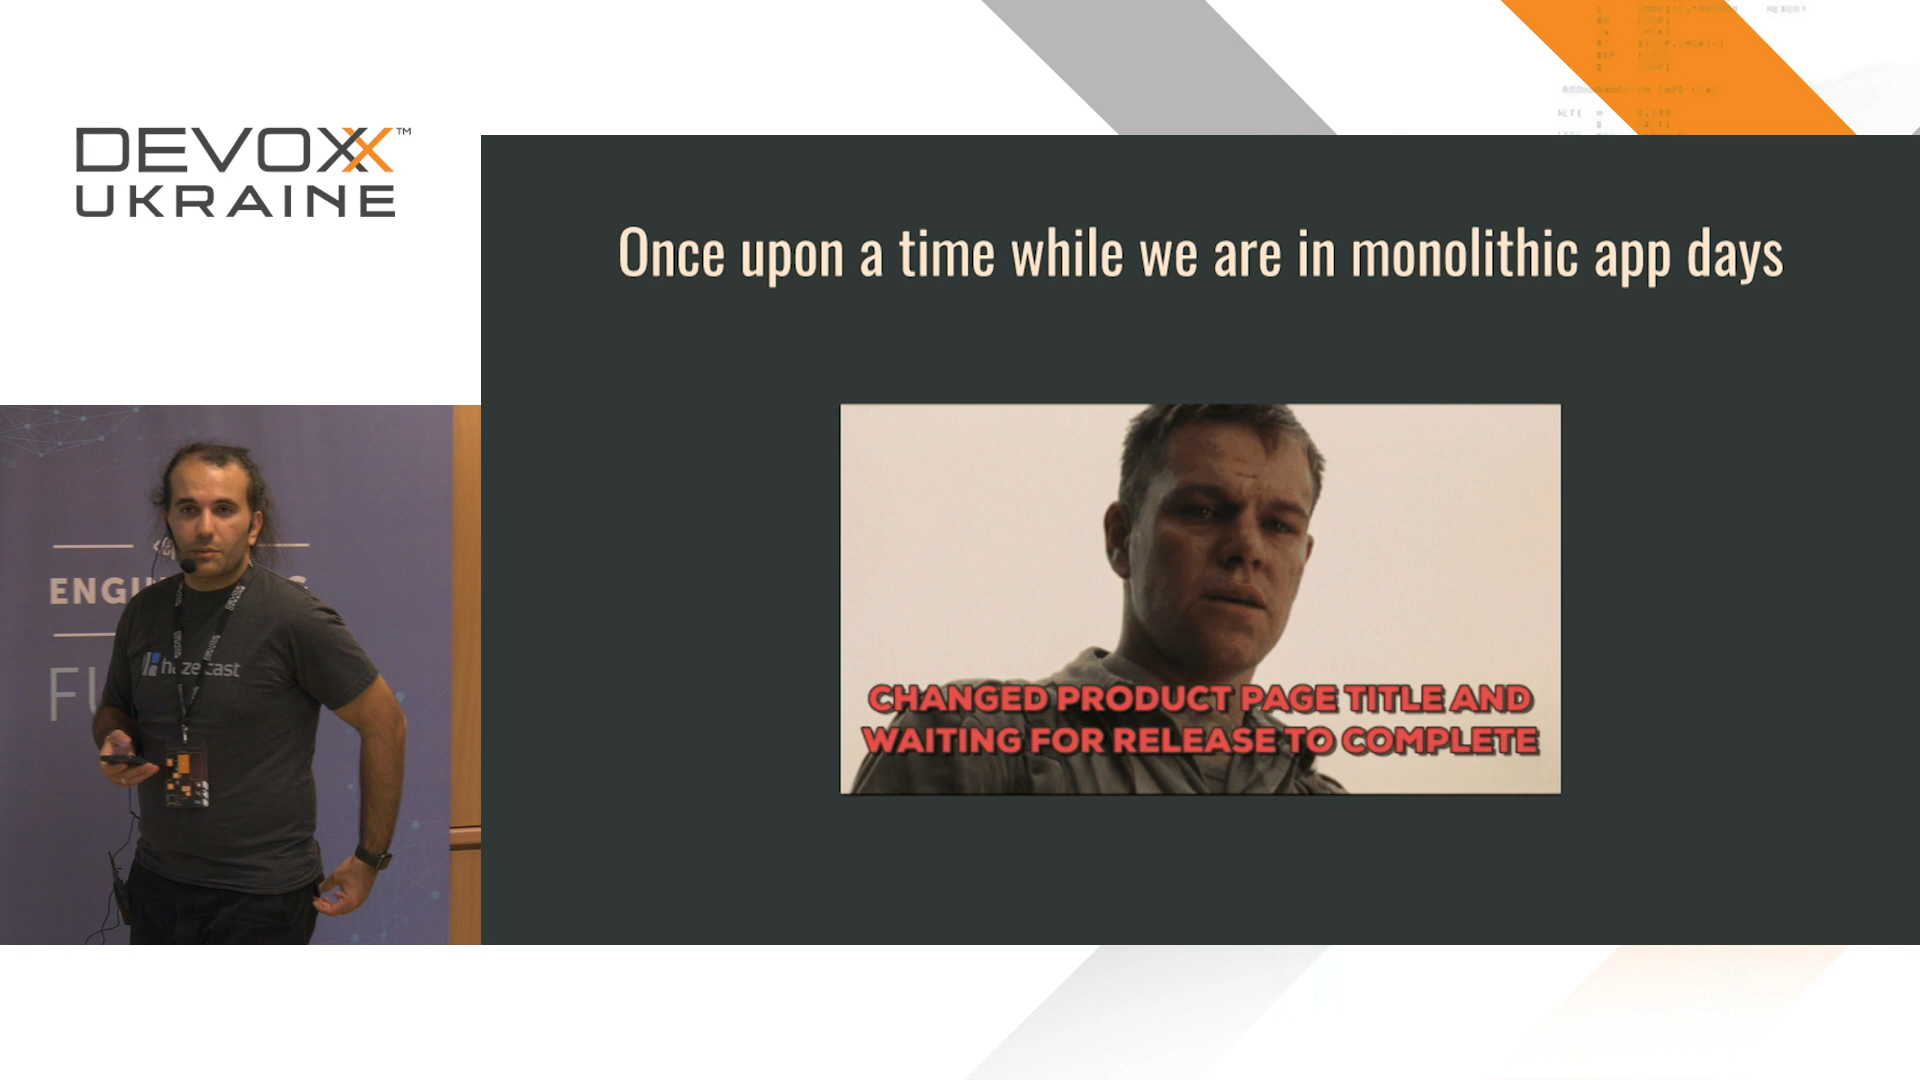 DEVOXX™
UKRAINE
Once upon a time while we are in monolithic app days
CHANGED PRODUCT PAGE TITLE AND
WAITING FOR RELEASE TO COMPLETE
hazelcast